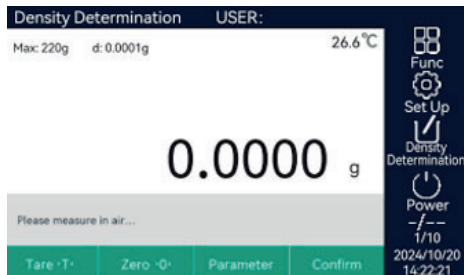 Density Determination USER:
Max: 220g d: 0.0001g 26.6℃
0.0000 g
Please measure in air...
Tare -T- Zero -0- Parameter Confirm
Func
Set Up
Density
Determination
Power
-/--
1/10
2024/10/20
14:22:21